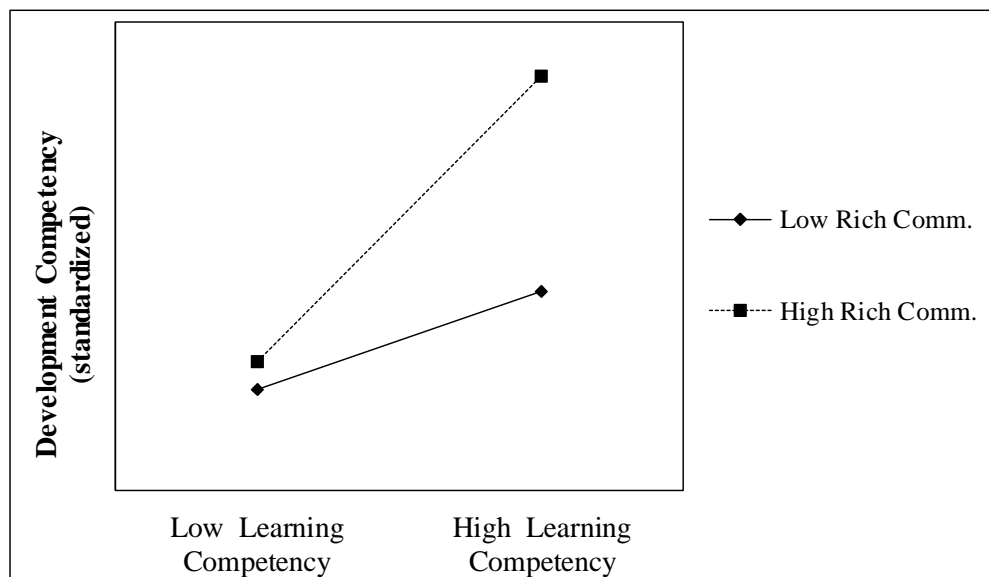 Development Competency
(standardized)
Low Learning
Competency
High Learning
Competency
Low Rich Comm.
High Rich Comm.